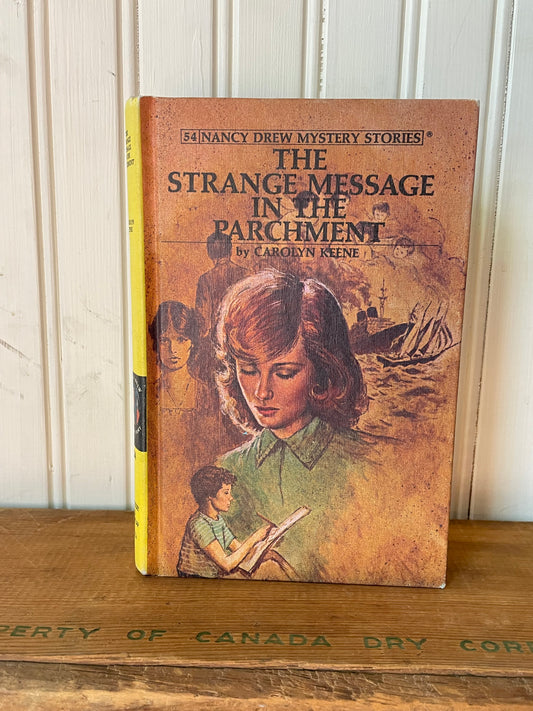 54 NANCY DREW MYSTERY STORIES®
THE
STRANGE MESSAGE
IN THE
PARCHMENT
by CAROLYN KEENE
PERTY OF CANADA DRY COR